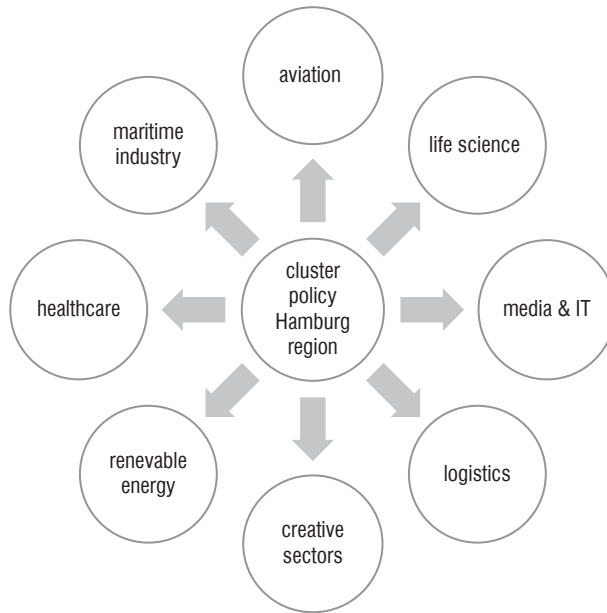 aviation
maritime
industry
life science
cluster
policy
Hamburg
region
healthcare
media & IT
renevable
energy
logistics
creative
sectors